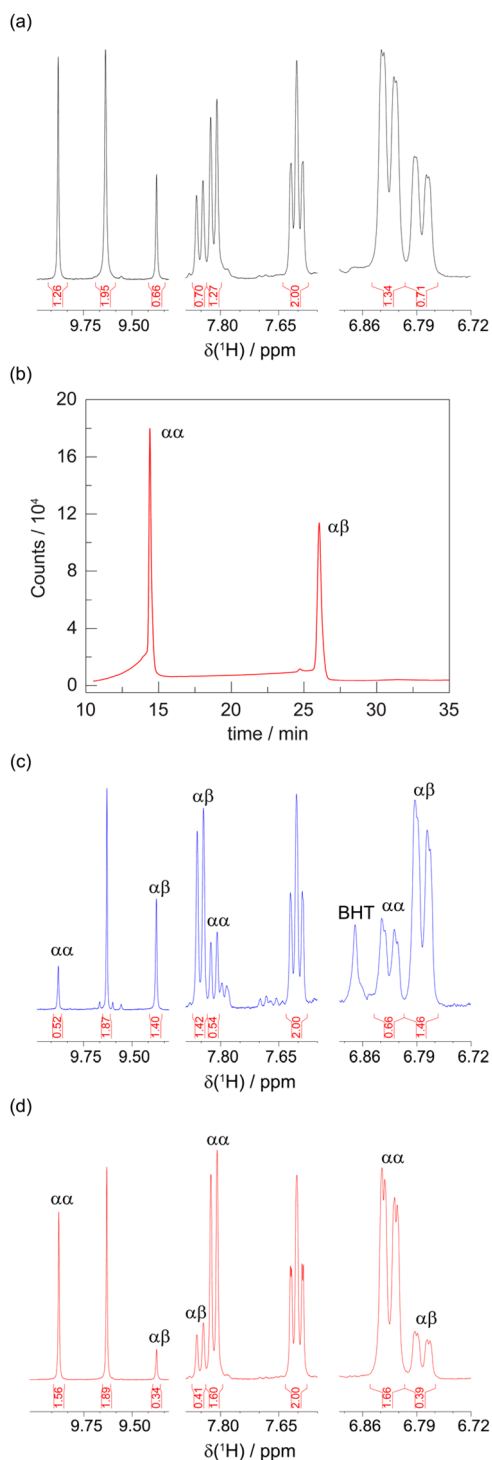 (a)
1.26 1.95 0.66 0.70 1.27 2.00 1.34 0.71
9.75 9.50 7.80 7.65 6.86 6.79 6.72
δ(¹H) / ppm
(b)
20
16
12
8
4
0
Counts / 10⁴
αα
αβ
10 15 20 25 30 35
time / min
(c)
αα αβ αβ αα BHT αα αβ
0.52 1.87 1.40 1.42 0.54 2.00 0.66 1.46
9.75 9.50 7.80 7.65 6.86 6.79 6.72
δ(¹H) / ppm
(d)
αα αβ αβ αα αα αβ
1.56 1.89 0.34 0.41 1.60 2.00 1.66 0.39
9.75 9.50 7.80 7.65 6.86 6.79 6.72
δ(¹H) / ppm